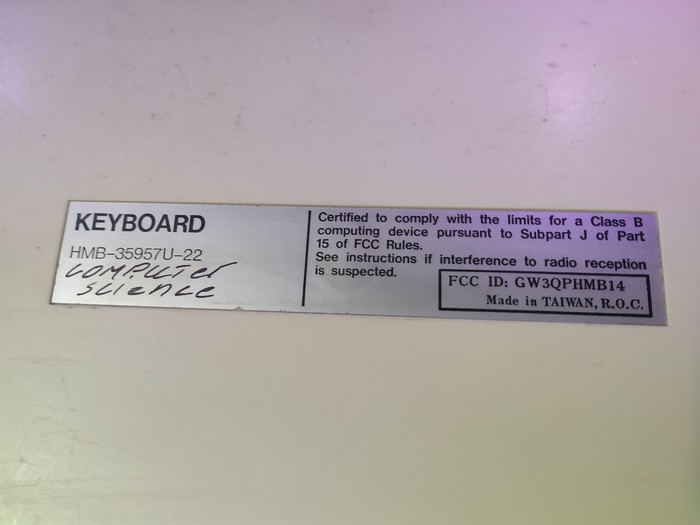 KEYBOARD
HMB-35957U-22
COMPUTER
SCIENCE
Certified to comply with the limits for a Class B
computing device pursuant to Subpart J of Part
15 of FCC Rules.
See instructions if interference to radio reception
is suspected.
FCC ID: GW3QPHMB14
Made in TAIWAN, R.O.C.